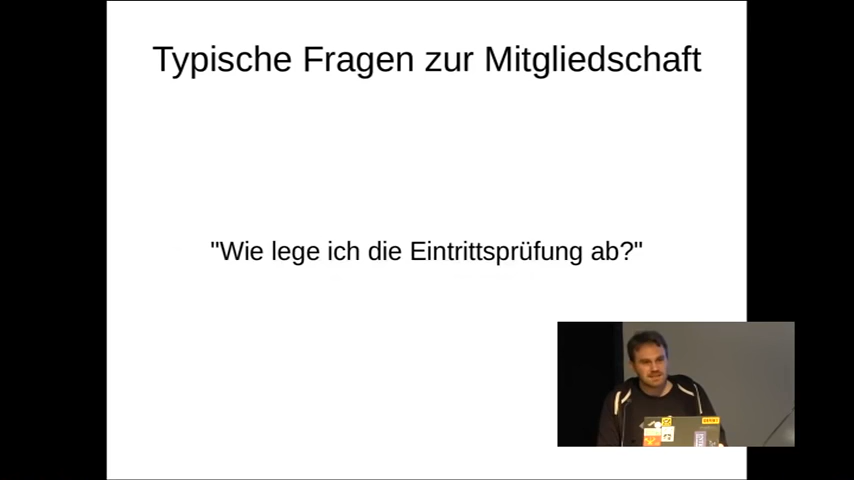 Typische Fragen zur Mitgliedschaft
"Wie lege ich die Eintrittsprüfung ab?"